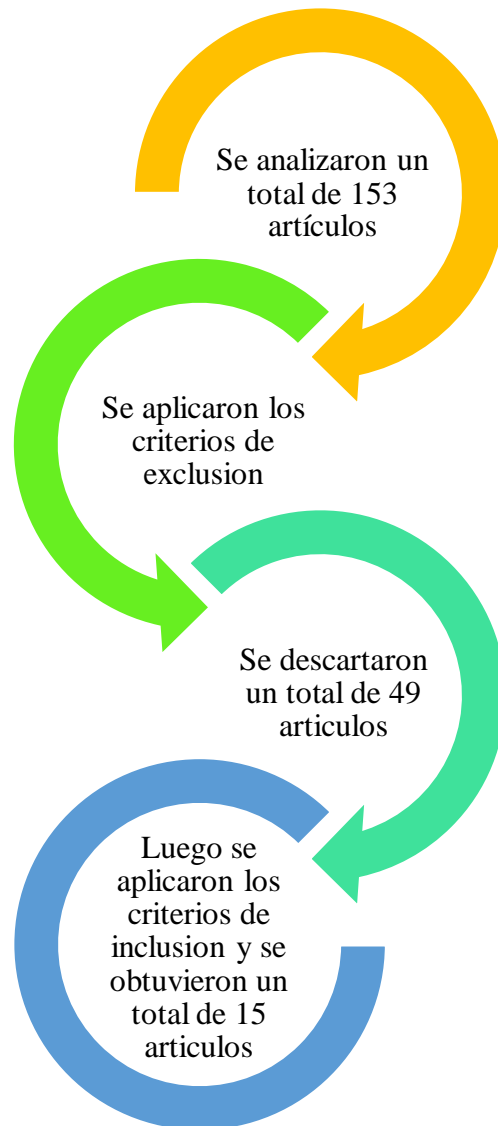 Se analizaron un
total de 153
artículos
Se aplicaron los
criterios de
exclusion
Se descartaron
un total de 49
articulos
Luego se
aplicaron los
criterios de
inclusion y se
obtuvieron un
total de 15
articulos